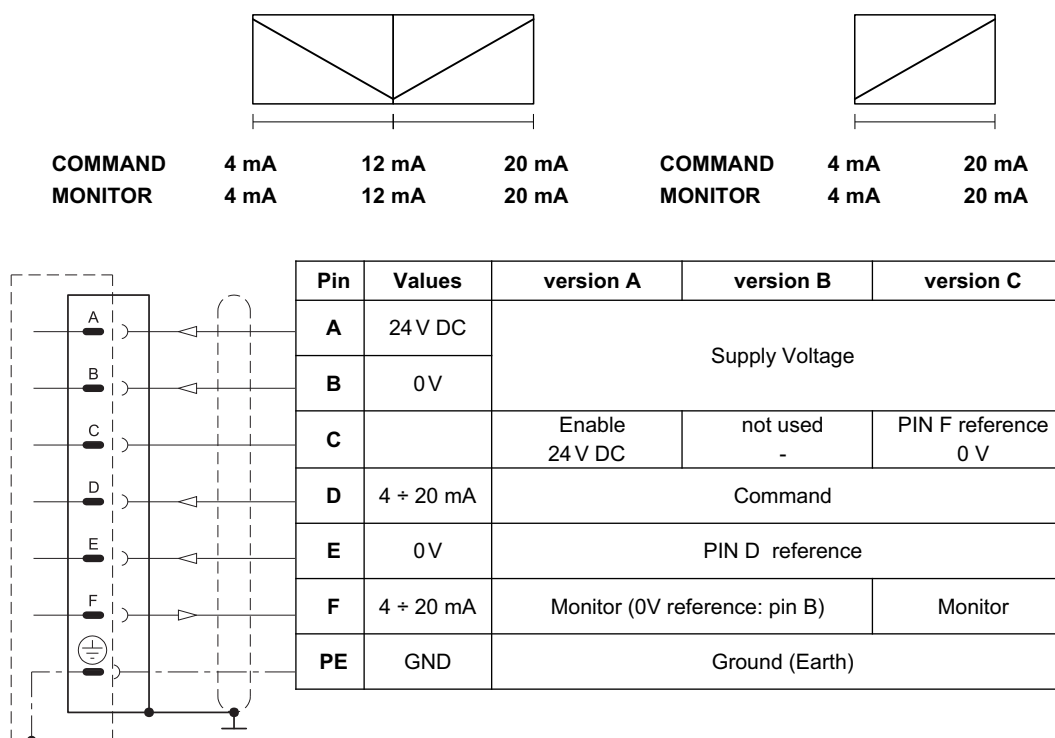 COMMAND 4 mA 12 mA 20 mA COMMAND 4 mA 20 mA
MONITOR 4 mA 12 mA 20 mA MONITOR 4 mA 20 mA
Pin Values version A version B version C
A A 24 V DC
Supply Voltage
B B 0 V
C C Enable 24 V DC not used - PIN F reference 0 V
D D 4 ÷ 20 mA Command
E E 0 V PIN D reference
F F 4 ÷ 20 mA Monitor (0V reference: pin B) Monitor
PE GND Ground (Earth)